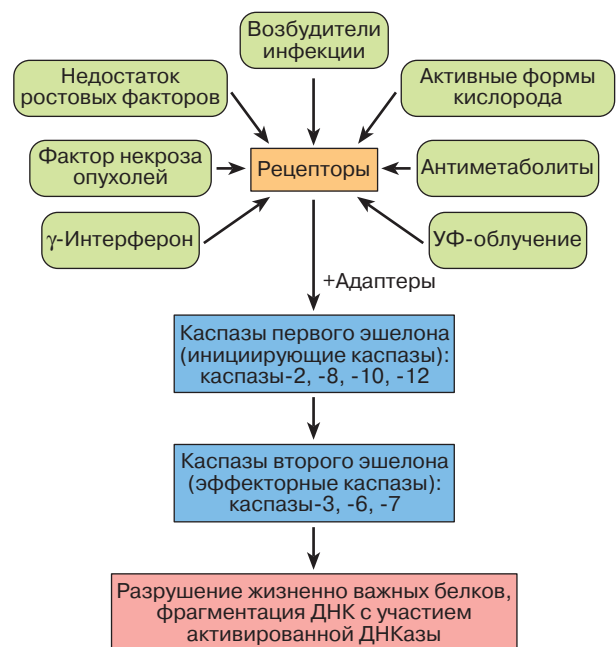 Возбудители
инфекции
Недостаток
ростовых факторов
Активные формы
кислорода
Фактор некроза
опухолей
Рецепторы
Антиметаболиты
γ-Интерферон
УФ-облучение
+Адаптеры
Каспазы первого эшелона
(инициирующие каспазы):
каспазы-2, -8, -10, -12
Каспазы второго эшелона
(эффекторные каспазы):
каспазы-3, -6, -7
Разрушение жизненно важных белков,
фрагментация ДНК с участием
активированной ДНКазы